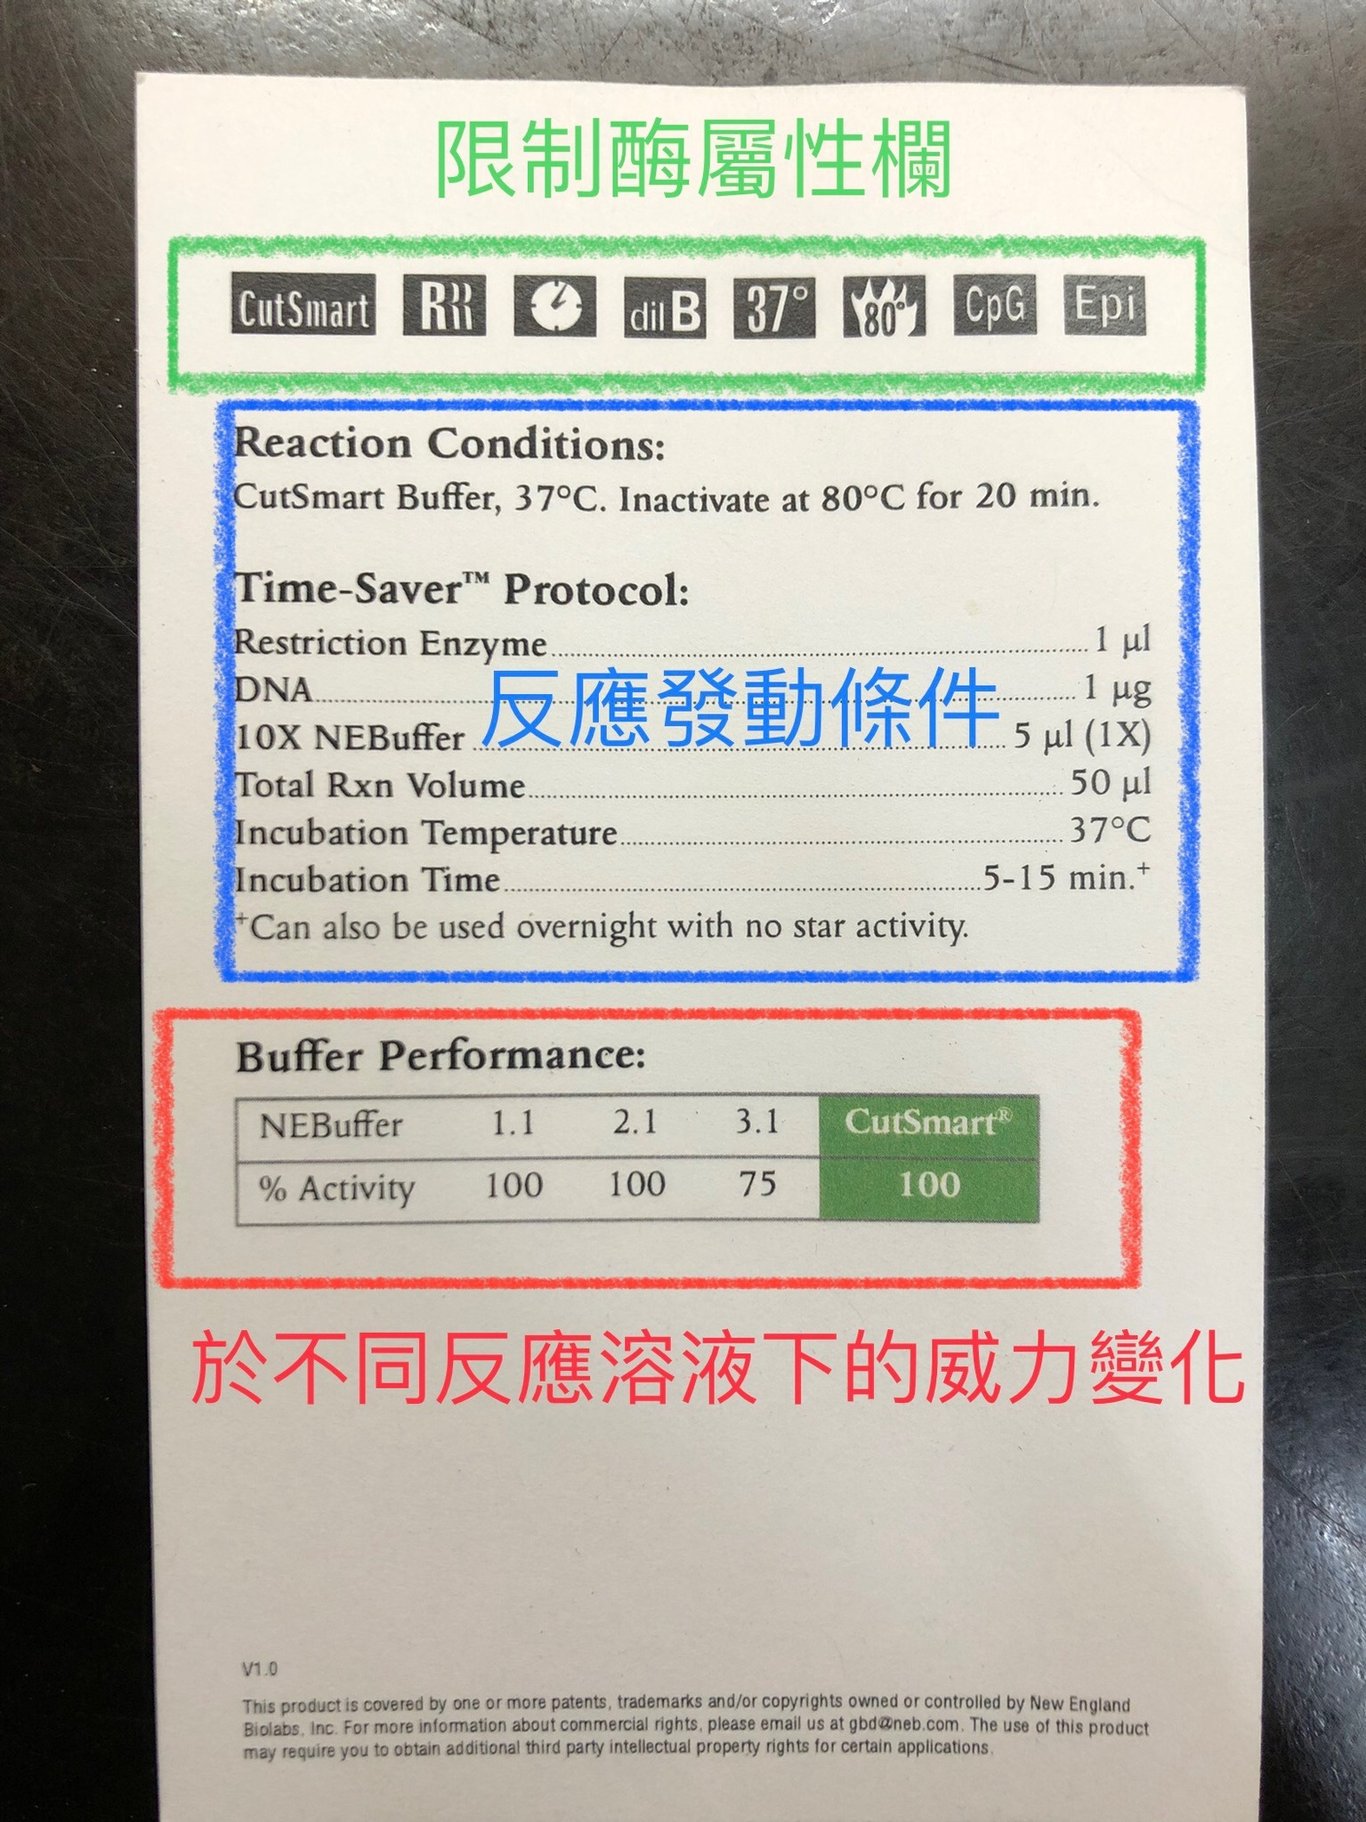 限制酶屬性欄
CutSmart R dil B 37° 80° CpG Epi
Reaction Conditions:
CutSmart Buffer, 37°C. Inactivate at 80°C for 20 min.
Time-Saver™ Protocol:
Restriction Enzyme 1 µl
DNA 1 µg
反應發動條件
10X NEBuffer 5 µl (1X)
Total Rxn Volume 50 µl
Incubation Temperature 37°C
Incubation Time 5-15 min.+
+Can also be used overnight with no star activity.
Buffer Performance:
NEBuffer 1.1 2.1 3.1 CutSmart®
% Activity 100 100 75 100
於不同反應溶液下的威力變化
V1.0
This product is covered by one or more patents, trademarks and/or copyrights owned or controlled by New England
Biolabs, Inc. For more information about commercial rights, please email us at gbd@neb.com. The use of this product
may require you to obtain additional third party intellectual property rights for certain applications.